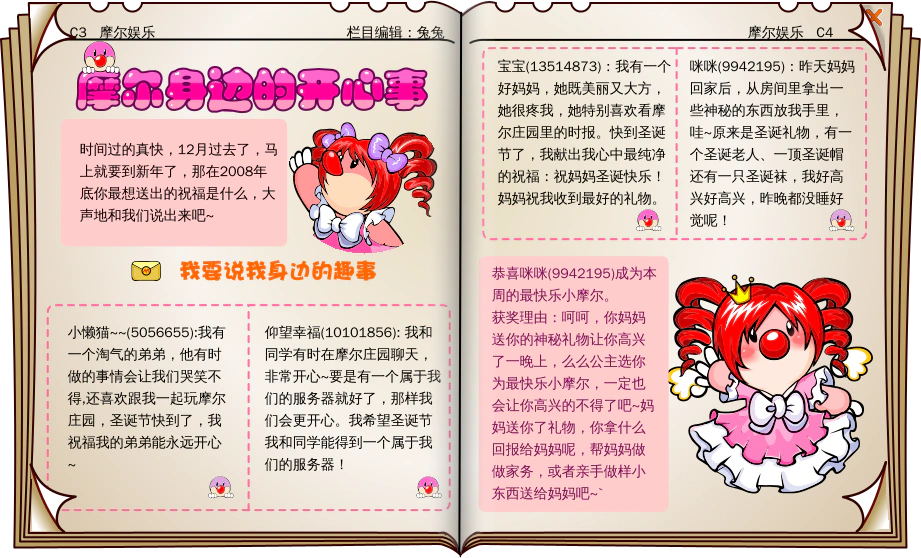 C3 摩尔娱乐
栏目编辑：兔兔
摩尔身边的开心事
时间过的真快，12月过去了，马
上就要到新年了，那在2008年
底你最想送出的祝福是什么，大
声地和我们说出来吧~
我要说我身边的趣事
小懒猫~~(5056655):我有
一个淘气的弟弟，他有时
做的事情会让我们哭笑不
得,还喜欢跟我一起玩摩尔
庄园，圣诞节快到了，我
祝福我的弟弟能永远开心
~
仰望幸福(10101856): 我和
同学有时在摩尔庄园聊天，
非常开心~要是有一个属于我
们的服务器就好了，那样我
们会更开心。我希望圣诞节
我和同学能得到一个属于我
们的服务器！
摩尔娱乐 C4
宝宝(13514873)：我有一个
好妈妈，她既美丽又大方，
她很疼我，她特别喜欢看摩
尔庄园里的时报。快到圣诞
节了，我献出我心中最纯净
的祝福：祝妈妈圣诞快乐！
妈妈祝我收到最好的礼物。
咪咪(9942195)：昨天妈妈
回家后，从房间里拿出一
些神秘的东西放我手里，
哇~原来是圣诞礼物，有一
个圣诞老人、一顶圣诞帽
还有一只圣诞袜，我好高
兴好高兴，昨晚都没睡好
觉呢！
恭喜咪咪(9942195)成为本
周的最快乐小摩尔。
获奖理由：呵呵，你妈妈
送你的神秘礼物让你高兴
了一晚上，么么公主选你
为最快乐小摩尔，一定也
会让你高兴的不得了吧~妈
妈送你了礼物，你拿什么
回报给妈妈呢，帮妈妈做
做家务，或者亲手做样小
东西送给妈妈吧~`